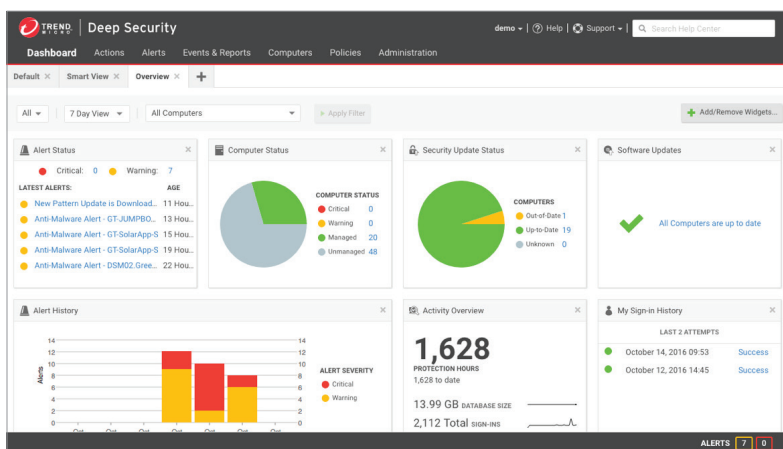 TREND MICRO Deep Security
demo Help Support Search Help Center
Dashboard Actions Alerts Events & Reports Computers Policies Administration
Default Smart View Overview
All 7 Day View All Computers Apply Filter Add/Remove Widgets...
Alert Status
Critical: 0 Warning: 7
LATEST ALERTS: AGE
New Pattern Update is Download... 11 Hou...
Anti-Malware Alert - GT-JUMPBO... 13 Hou...
Anti-Malware Alert - GT-SolarApp-S 15 Hou...
Anti-Malware Alert - GT-SolarApp-S 19 Hou...
Anti-Malware Alert - DSM02.Gree... 22 Hou...
Computer Status
COMPUTER STATUS
Critical 0
Warning 0
Managed 20
Unmanaged 48
Security Update Status
COMPUTERS
Out-of-Date 1
Up-to-Date 19
Unknown 0
Software Updates
All Computers are up to date
Alert History
Alerts
14 14
12 12
10 10
8 8
6 6
4 4
2 2
0 0
ALERT SEVERITY
Critical
Warning
Activity Overview
1,628
PROTECTION HOURS
1,628 to date
13.99 GB DATABASE SIZE
2,112 Total SIGN-INS
My Sign-in History
LAST 2 ATTEMPTS
October 14, 2016 09:53 Success
October 12, 2016 14:45 Success
ALERTS 7 0